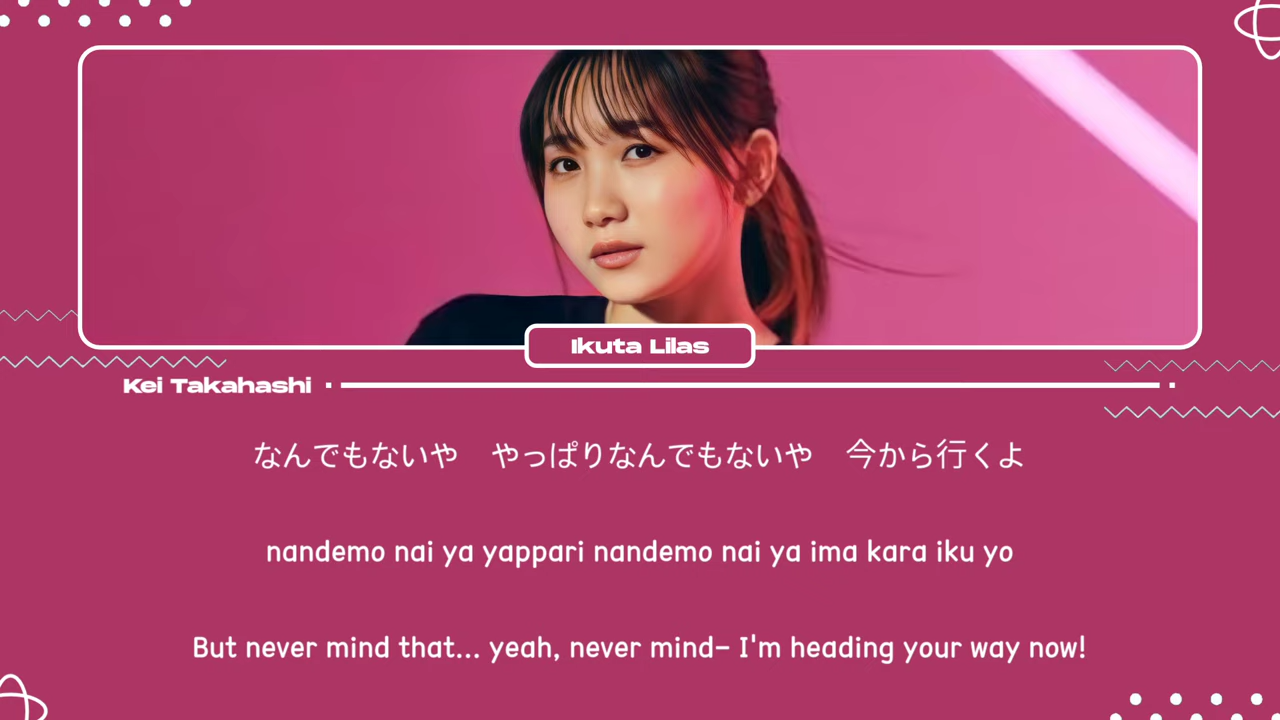 Ikuta Lilas
Kei Takahashi
なんでもないや　やっぱりなんでもないや　今から行くよ
nandemo nai ya yappari nandemo nai ya ima kara iku yo
But never mind that... yeah, never mind– I'm heading your way now!